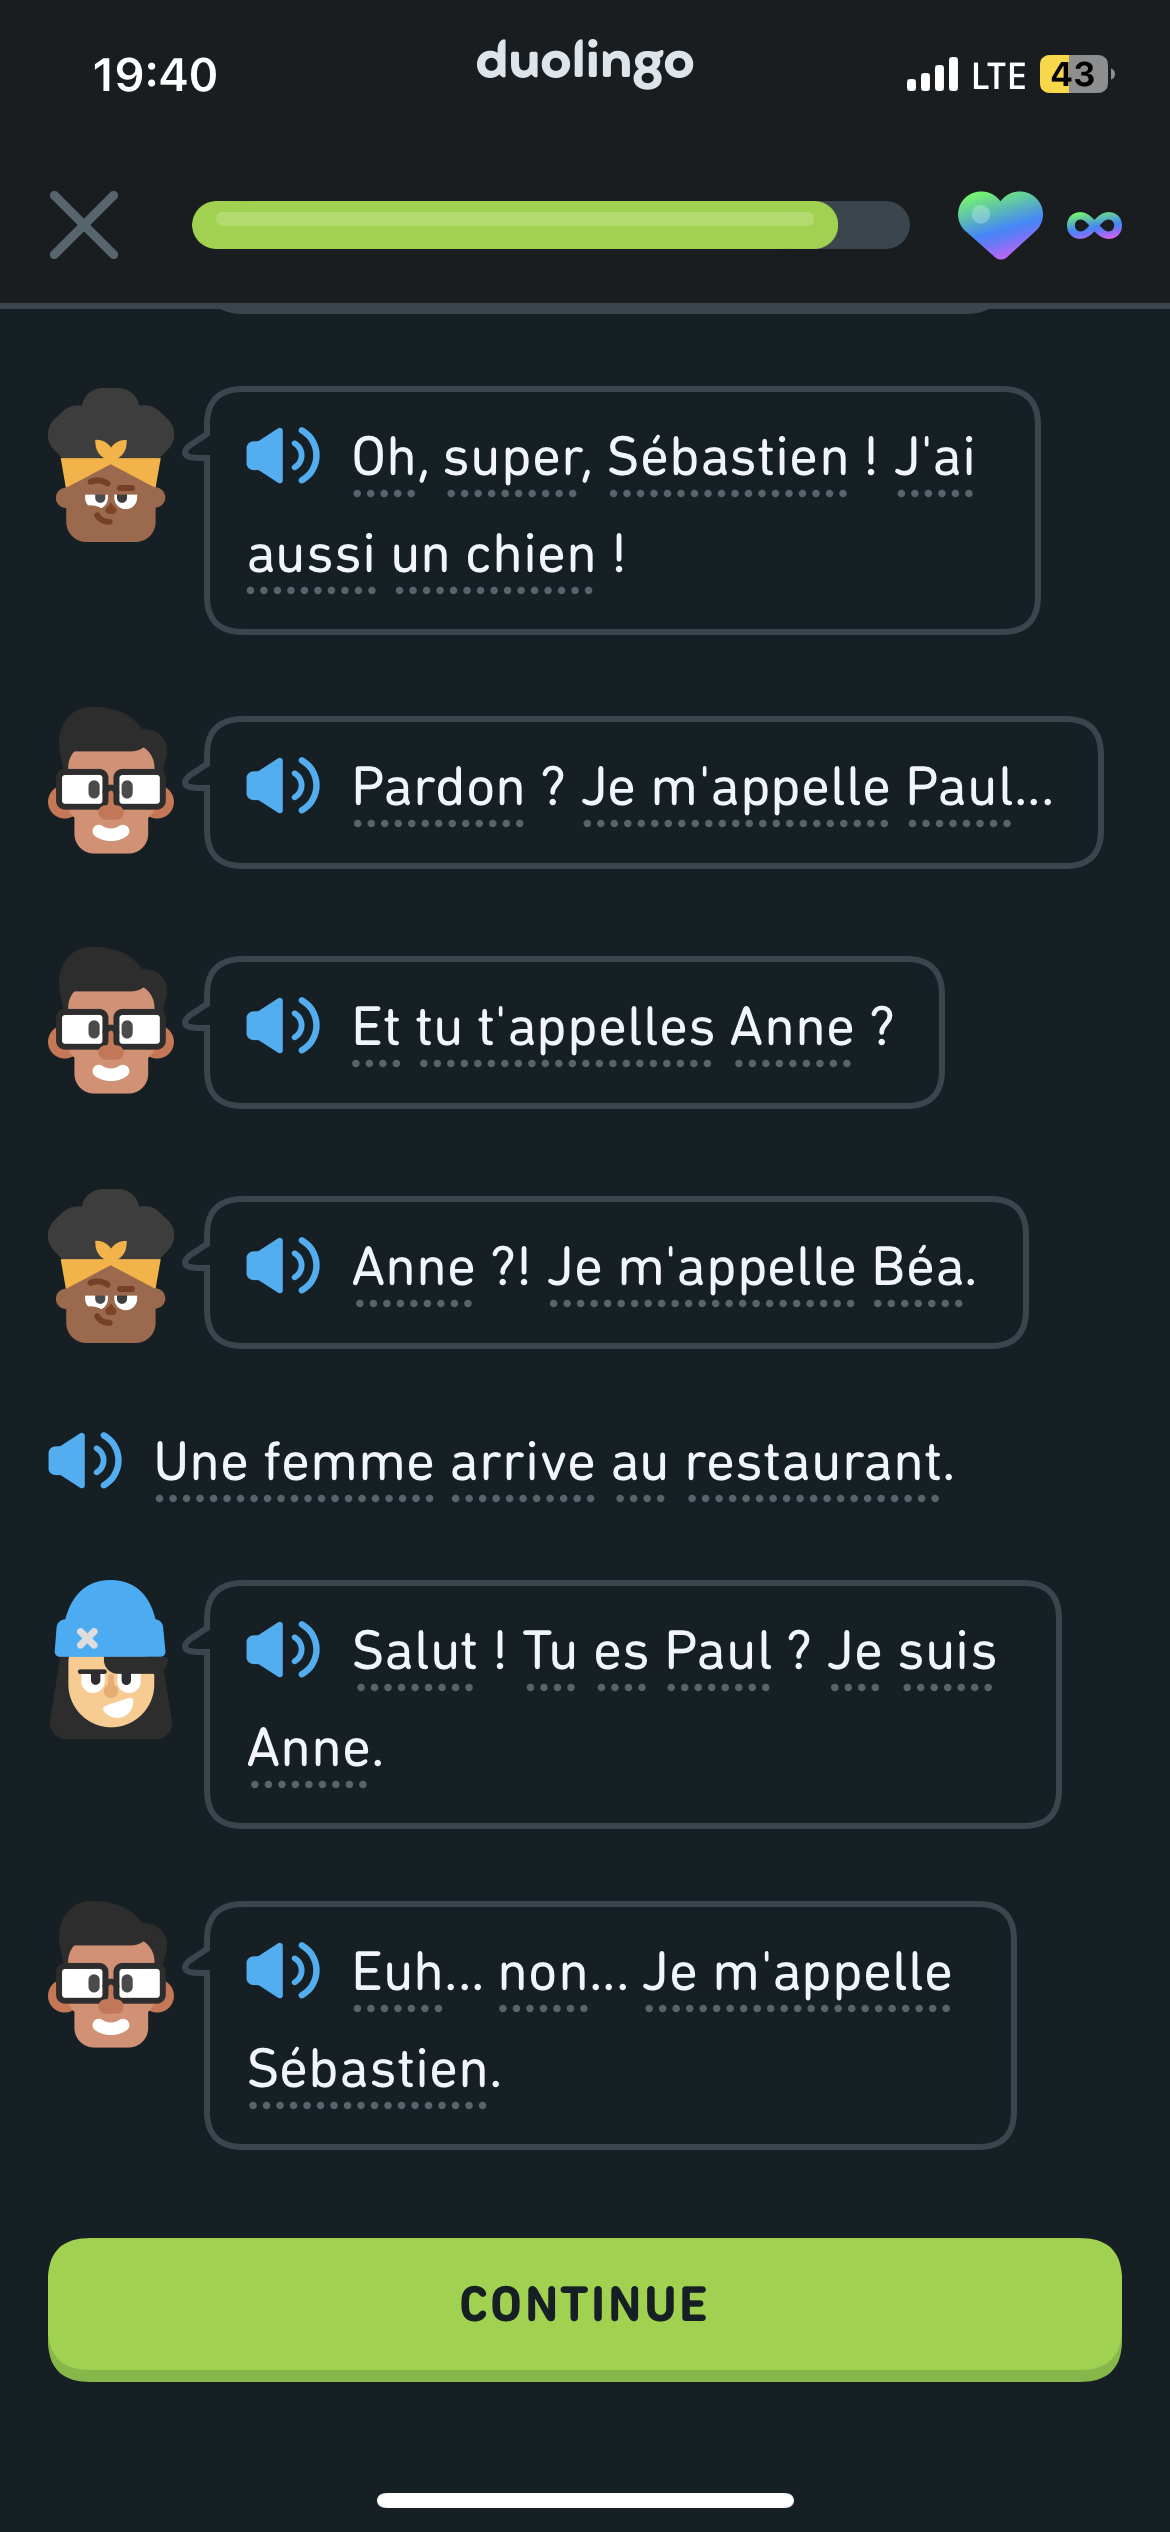 19:40
duolingo
LTE
43
Oh, super, Sébastien ! J'ai
aussi un chien !
Pardon ? Je m'appelle Paul...
Et tu t'appelles Anne ?
Anne ?! Je m'appelle Béa.
Une femme arrive au restaurant.
Salut ! Tu es Paul ? Je suis
Anne.
Euh... non... Je m'appelle
Sébastien.
CONTINUE